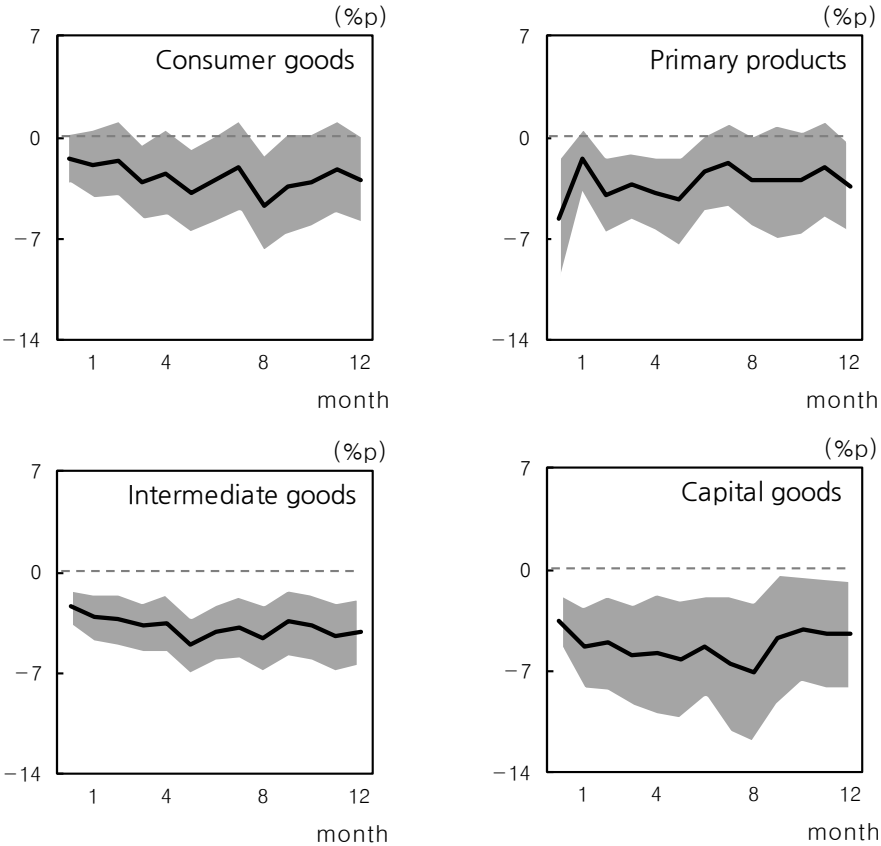 (%p)
7
Consumer goods
0
−7
−14
1 4 8 12
month
(%p)
7
Primary products
0
−7
−14
1 4 8 12
month
(%p)
7
Intermediate goods
0
−7
−14
1 4 8 12
month
(%p)
7
Capital goods
0
−7
−14
1 4 8 12
month